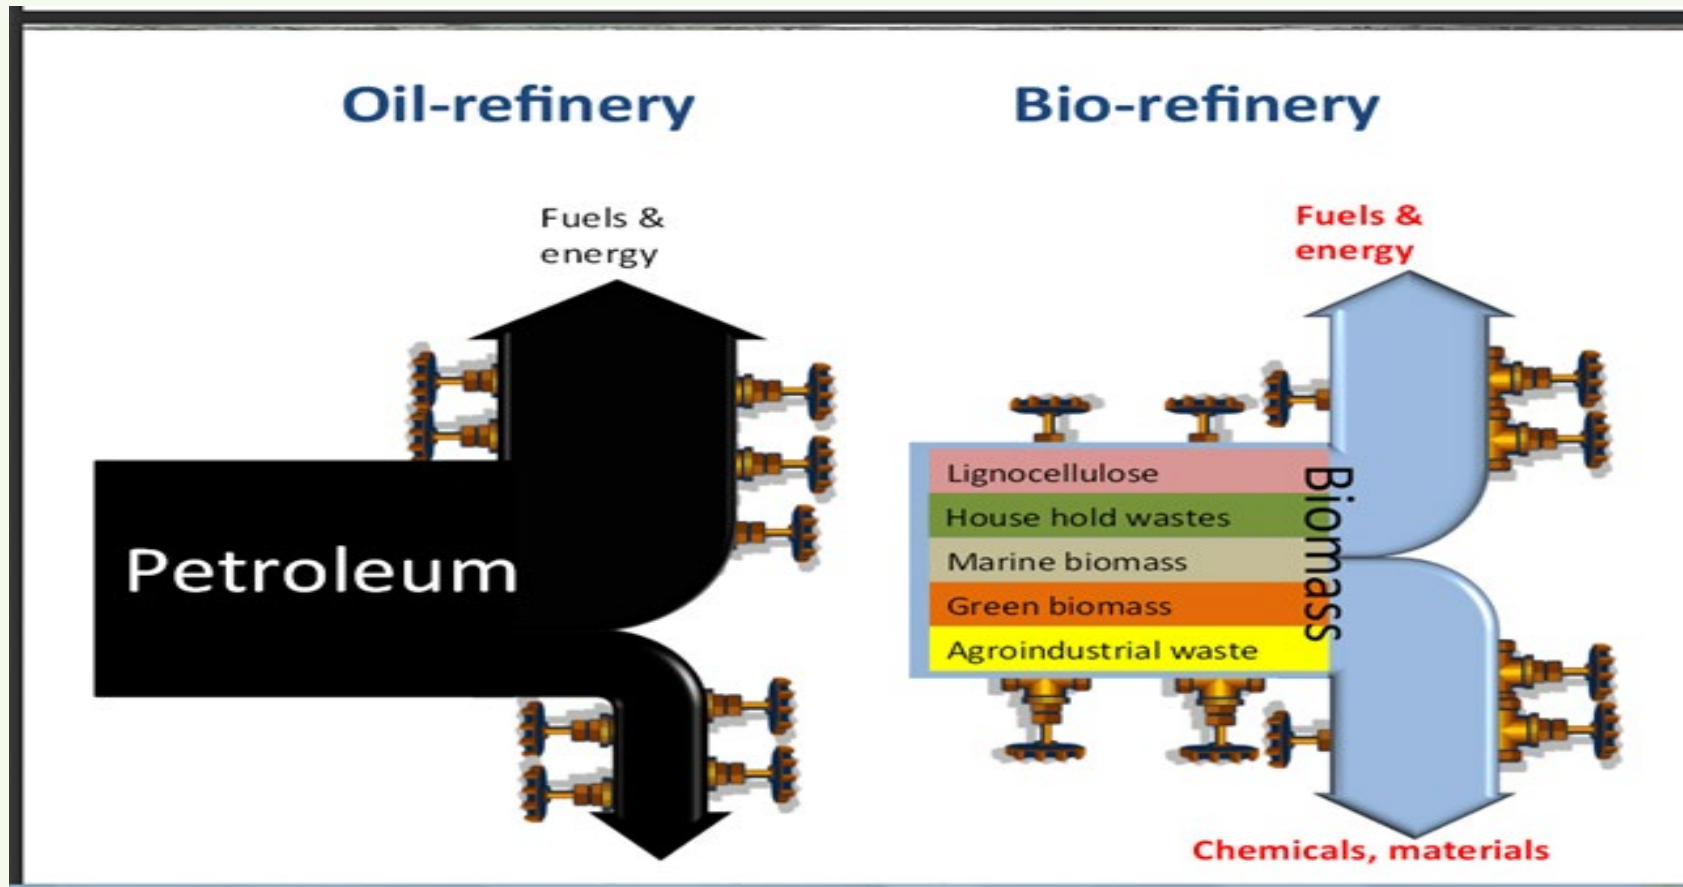 Oil-refinery
Bio-refinery
Fuels &
energy
Fuels &
energy
Petroleum
Lignocellulose
House hold wastes
Marine biomass
Green biomass
Agroindustrial waste
Biomass
Chemicals, materials